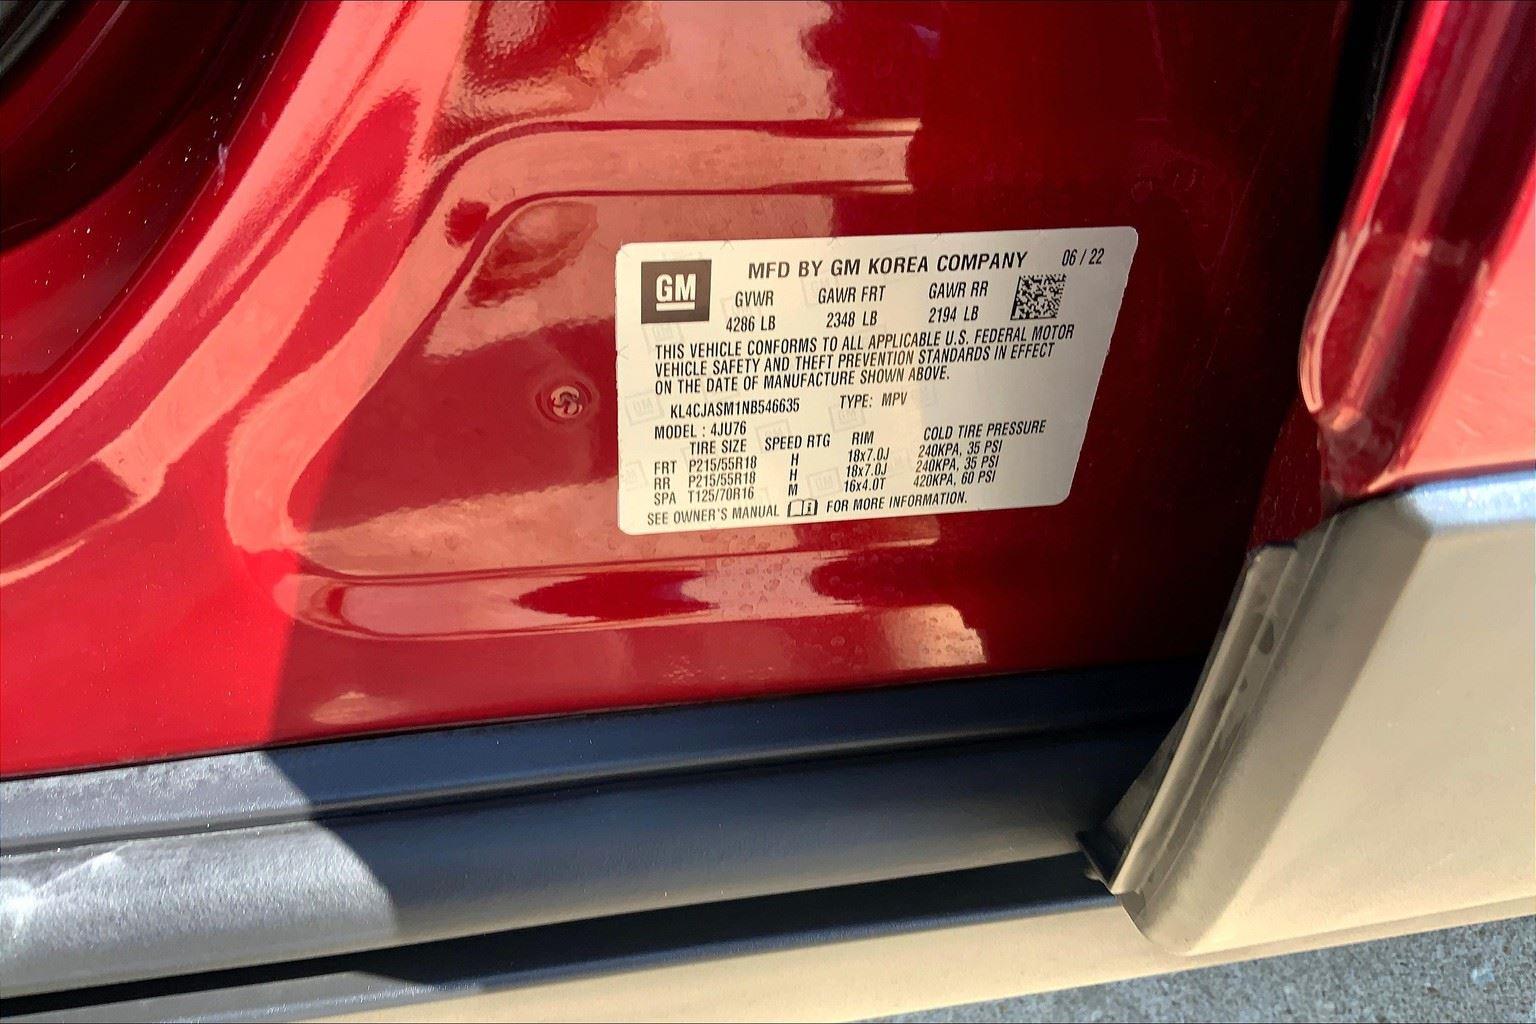 GM MFD BY GM KOREA COMPANY 06 / 22
GVWR GAWR FRT GAWR RR
4286 LB 2348 LB 2194 LB
THIS VEHICLE CONFORMS TO ALL APPLICABLE U.S. FEDERAL MOTOR
VEHICLE SAFETY AND THEFT PREVENTION STANDARDS IN EFFECT
ON THE DATE OF MANUFACTURE SHOWN ABOVE.
KL4CJASM1NB546635 TYPE: MPV
MODEL : 4JU76
TIRE SIZE SPEED RTG RIM COLD TIRE PRESSURE
FRT P215/55R18 H 18x7.0J 240KPA, 35 PSI
RR P215/55R18 H 18x7.0J 240KPA, 35 PSI
SPA T125/70R16 M 16x4.0T 420KPA, 60 PSI
SEE OWNER'S MANUAL FOR MORE INFORMATION.